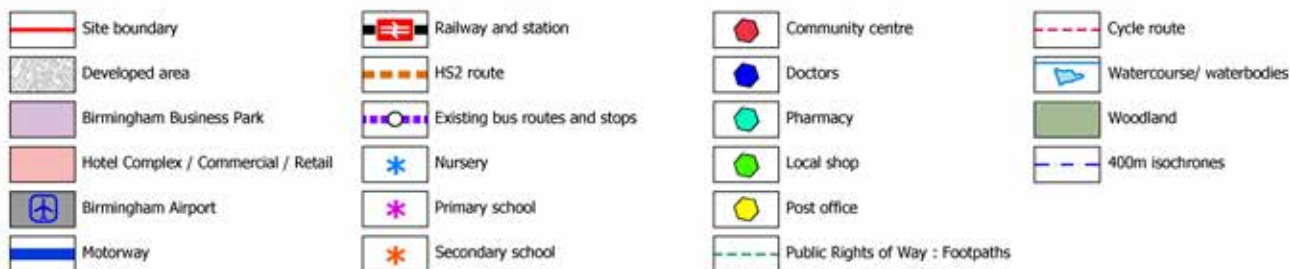 Site boundary
Developed area
Birmingham Business Park
Hotel Complex / Commercial / Retail
Birmingham Airport
Motorway
Railway and station
HS2 route
Existing bus routes and stops
Nursery
Primary school
Secondary school
Community centre
Doctors
Pharmacy
Local shop
Post office
Public Rights of Way : Footpaths
Cycle route
Watercourse/ waterbodies
Woodland
400m isochrones